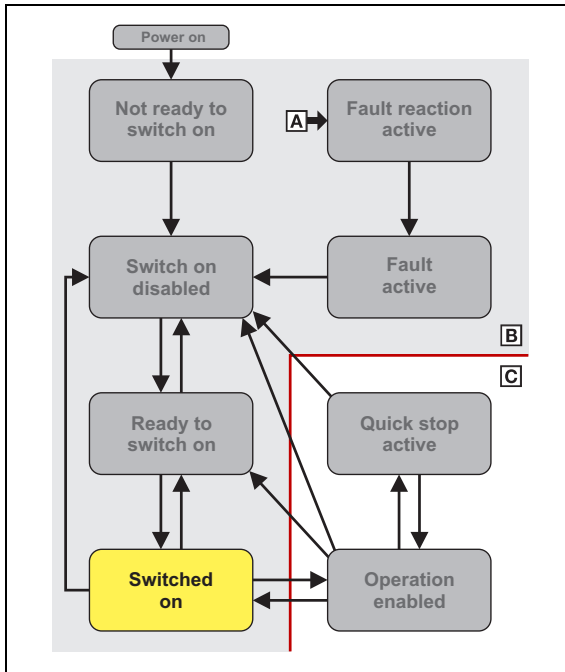 Power on
Not ready to
switch on
A
Fault reaction
active
Switch on
disabled
Fault
active
B
C
Ready to
switch on
Quick stop
active
Switched
on
Operation
enabled